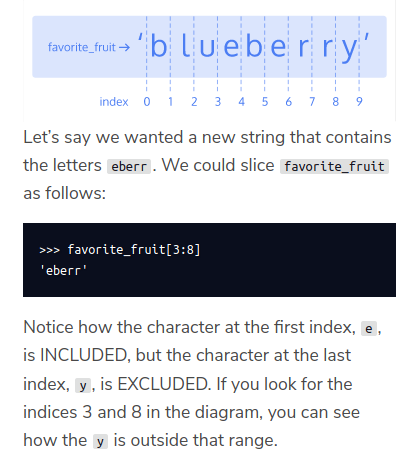 favorite_fruit → ‘blueberry’
index 0 1 2 3 4 5 6 7 8 9
Let’s say we wanted a new string that contains
the letters eberr. We could slice favorite_fruit
as follows:
>>> favorite_fruit[3:8]
'eberr'
Notice how the character at the first index, e,
is INCLUDED, but the character at the last
index, y, is EXCLUDED. If you look for the
indices 3 and 8 in the diagram, you can see
how the y is outside that range.